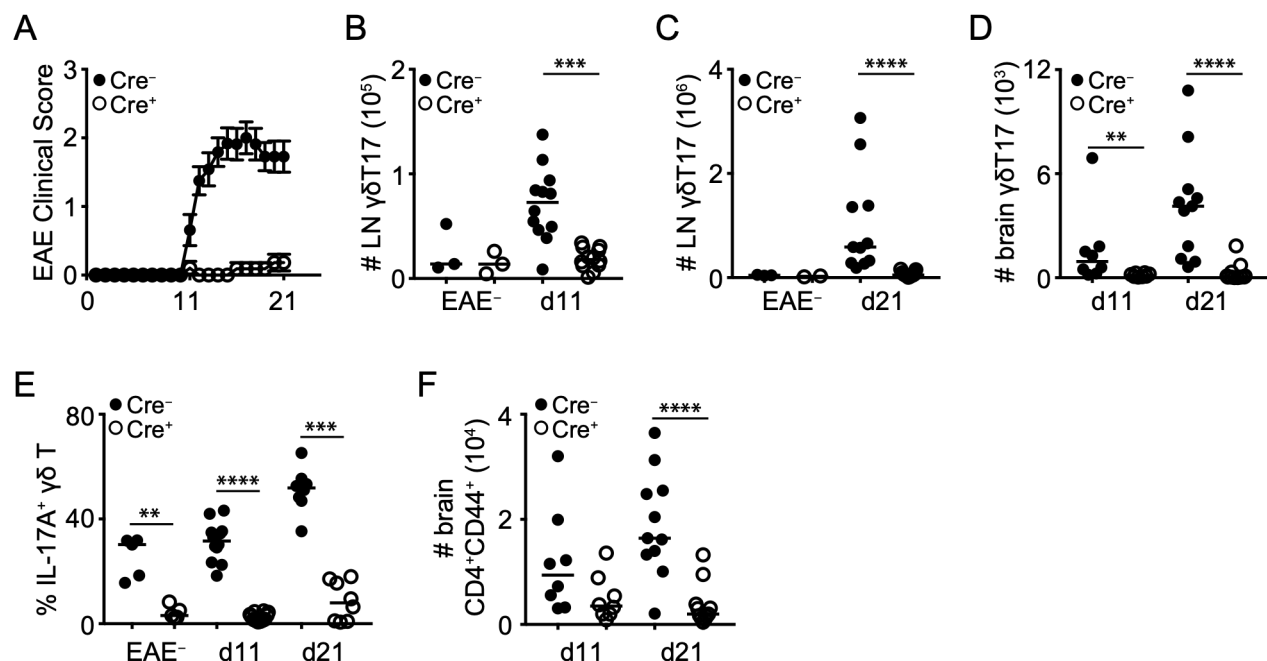 A
EAE Clinical Score
3
2
1
0
Cre⁻
Cre⁺
0
11
21
B
# LN γδT17 (10⁵)
2
1
0
Cre⁻
Cre⁺
***
EAE⁻
d11
C
# LN γδT17 (10⁶)
4
2
0
Cre⁻
Cre⁺
****
EAE⁻
d21
D
# brain γδT17 (10³)
12
6
0
Cre⁻
Cre⁺
**
****
d11
d21
E
% IL-17A⁺ γδ T
80
40
0
Cre⁻
Cre⁺
**
****
***
EAE⁻
d11
d21
F
# brain
CD4⁺CD44⁺ (10⁴)
4
2
0
Cre⁻
Cre⁺
****
d11
d21